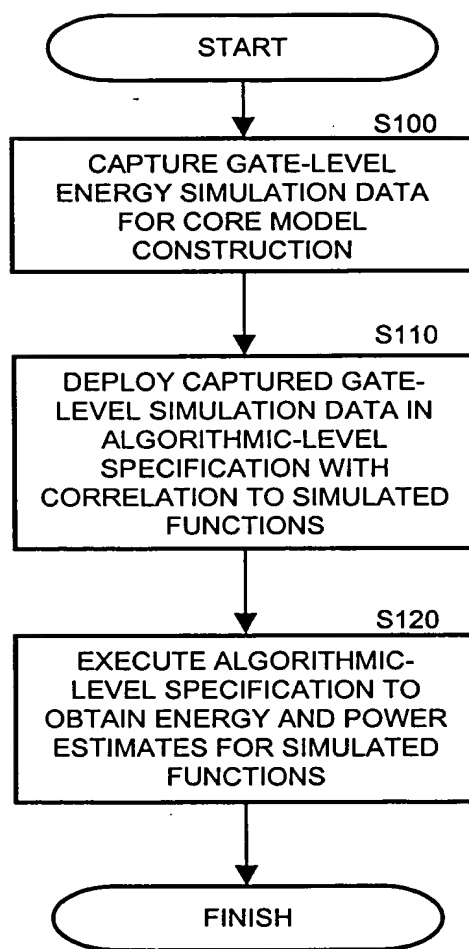 START
S100
CAPTURE GATE-LEVEL
ENERGY SIMULATION DATA
FOR CORE MODEL
CONSTRUCTION
S110
DEPLOY CAPTURED GATE-
LEVEL SIMULATION DATA IN
ALGORITHMIC-LEVEL
SPECIFICATION WITH
CORRELATION TO SIMULATED
FUNCTIONS
S120
EXECUTE ALGORITHMIC-
LEVEL SPECIFICATION TO
OBTAIN ENERGY AND POWER
ESTIMATES FOR SIMULATED
FUNCTIONS
FINISH